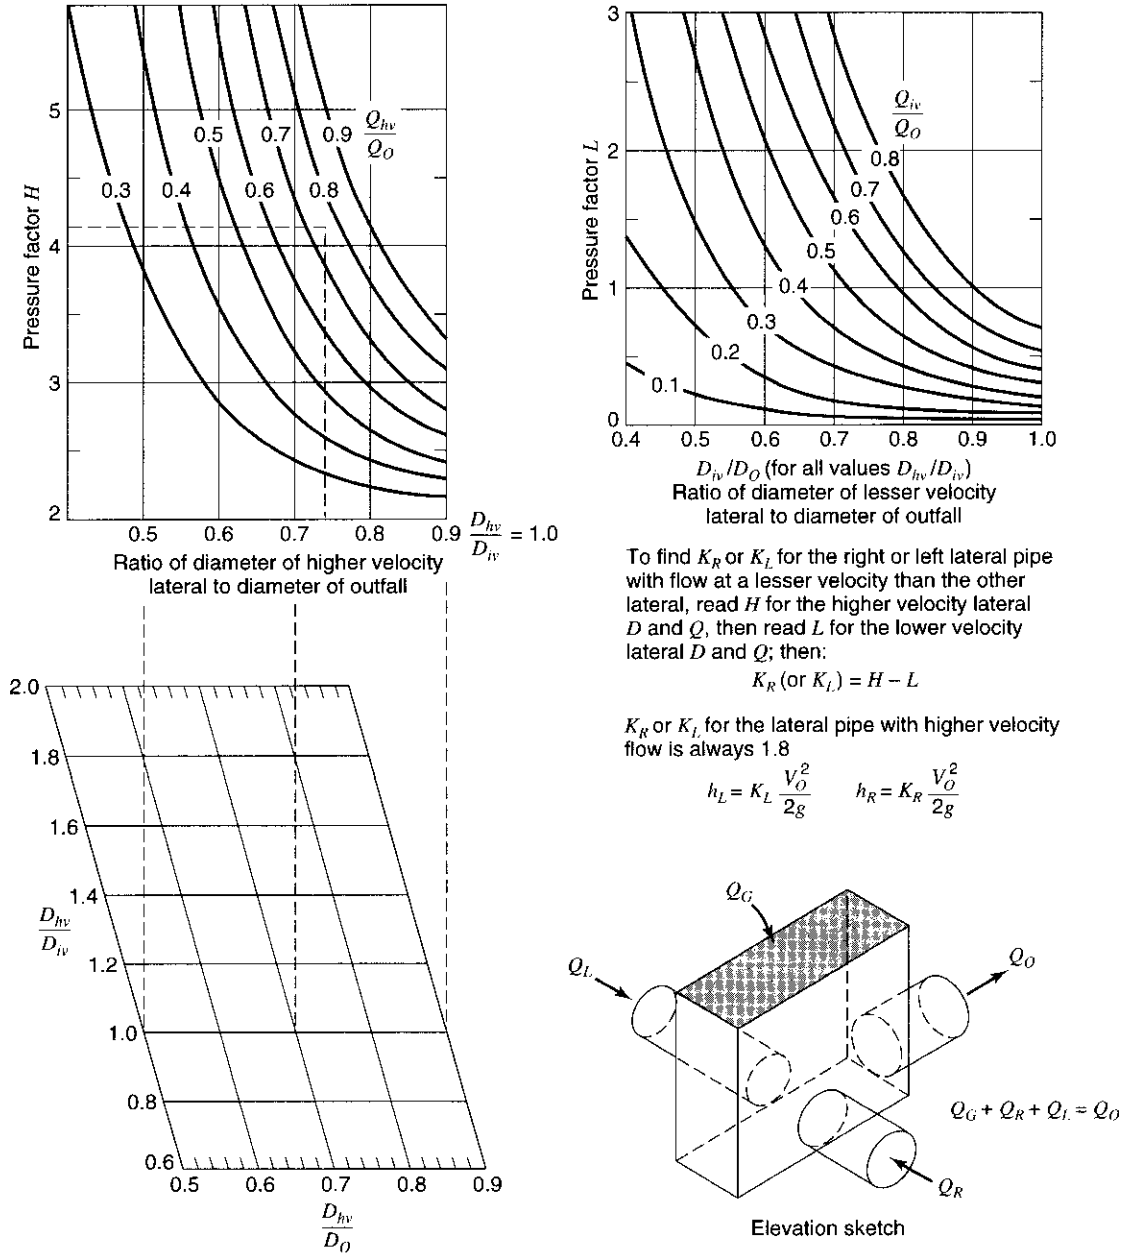 Pressure factor H
5
4
3
2
0.3
0.4
0.5
0.6
0.7
0.8
0.9
Q_hv
Q_O
0.5 0.6 0.7 0.8 0.9
D_hv
D_iv
= 1.0
Ratio of diameter of higher velocity
lateral to diameter of outfall
2.0
1.8
1.6
1.4
1.2
1.0
0.8
0.6
D_hv
D_iv
0.5 0.6 0.7 0.8 0.9
D_hv
D_O
Pressure factor L
3
2
1
0
Q_iv
Q_O
0.8
0.7
0.6
0.5
0.4
0.3
0.2
0.1
0.4 0.5 0.6 0.7 0.8 0.9 1.0
D_iv/D_O (for all values D_hv/D_iv)
Ratio of diameter of lesser velocity
lateral to diameter of outfall
To find K_R or K_L for the right or left lateral pipe
with flow at a lesser velocity than the other
lateral, read H for the higher velocity lateral
D and Q, then read L for the lower velocity
lateral D and Q; then:
K_R (or K_L) = H – L
K_R or K_L for the lateral pipe with higher velocity
flow is always 1.8
h_L = K_L V_O^2/2g h_R = K_R V_O^2/2g
Q_G
Q_L
Q_O
Q_G + Q_R + Q_L = Q_O
Q_R
Elevation sketch